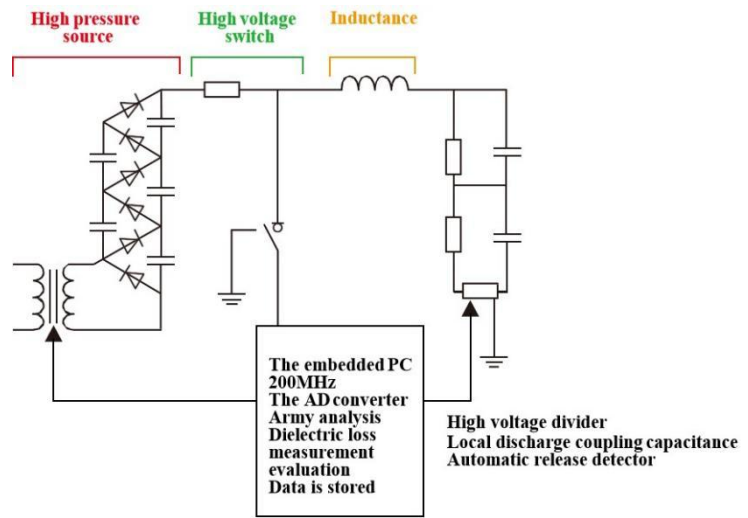 High pressure
source
High voltage
switch
Inductance
The embedded PC
200MHz
The AD converter
Army analysis
Dielectric loss
measurement
evaluation
Data is stored
High voltage divider
Local discharge coupling capacitance
Automatic release detector